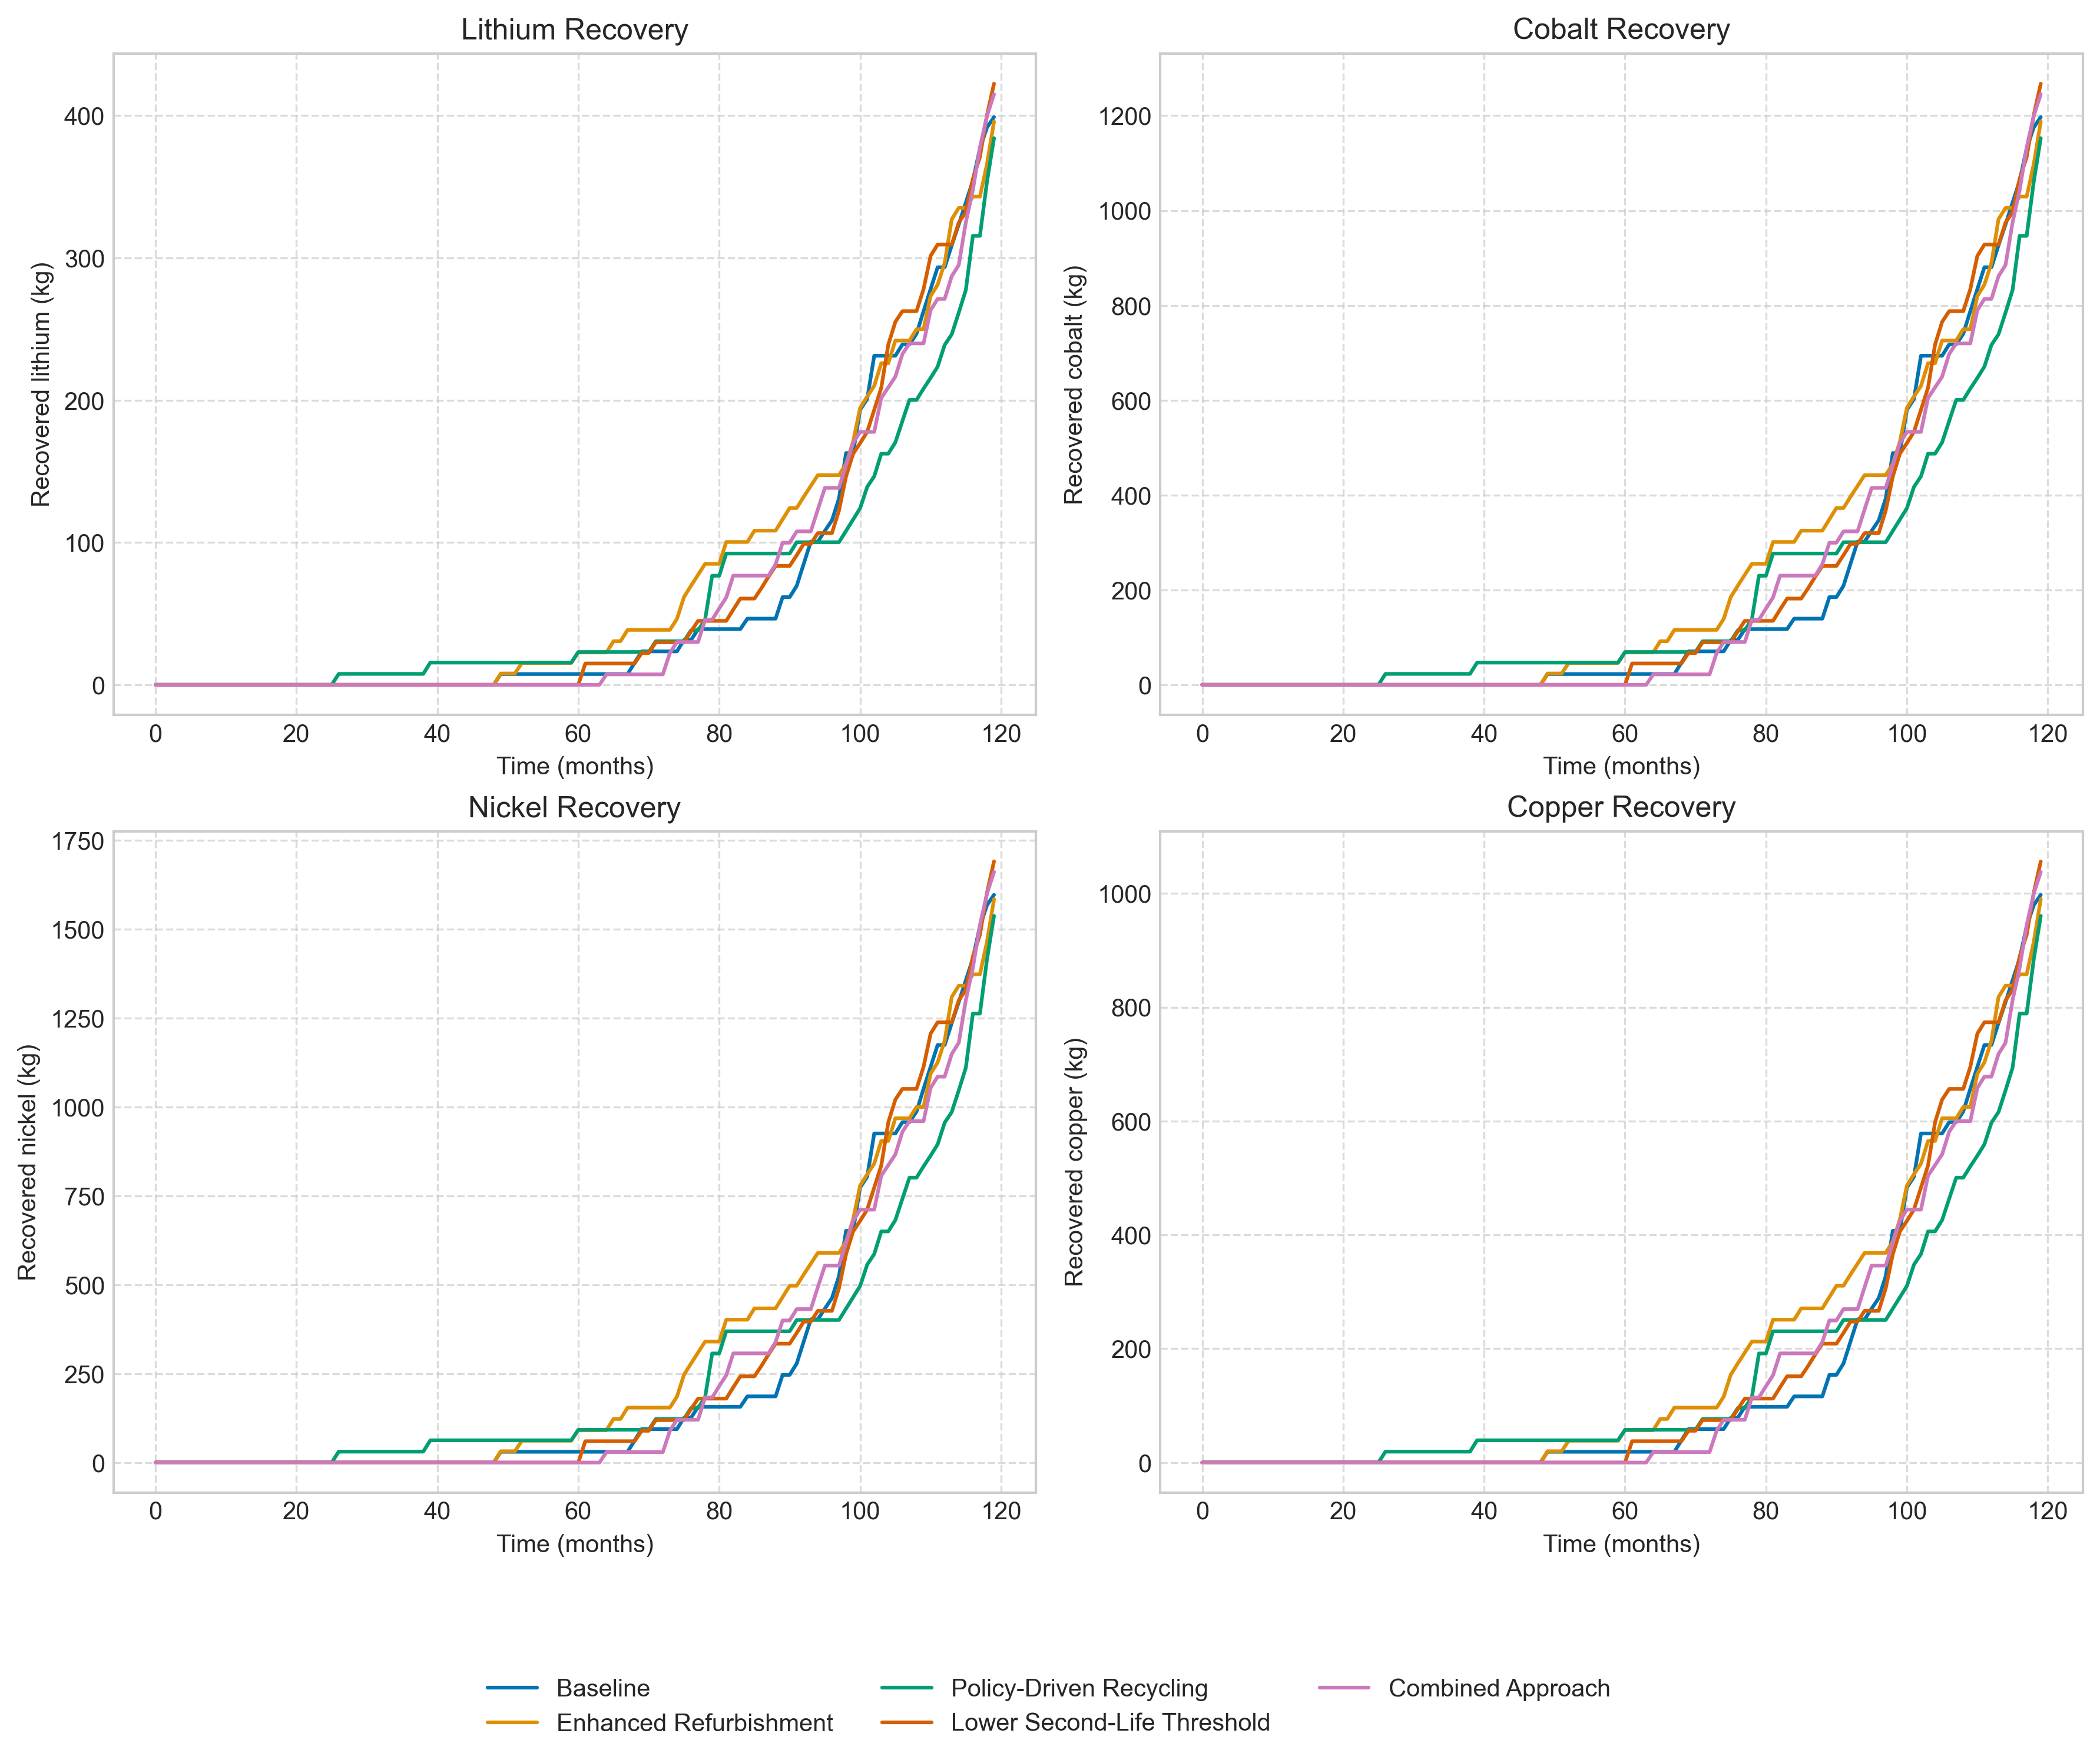 Lithium Recovery
Recovered lithium (kg)
400
300
200
100
0
0 20 40 60 80 100 120
Time (months)
Cobalt Recovery
Recovered cobalt (kg)
1200
1000
800
600
400
200
0
0 20 40 60 80 100 120
Time (months)
Nickel Recovery
Recovered nickel (kg)
1750
1500
1250
1000
750
500
250
0
0 20 40 60 80 100 120
Time (months)
Copper Recovery
Recovered copper (kg)
1000
800
600
400
200
0
0 20 40 60 80 100 120
Time (months)
Baseline
Enhanced Refurbishment
Policy-Driven Recycling
Lower Second-Life Threshold
Combined Approach